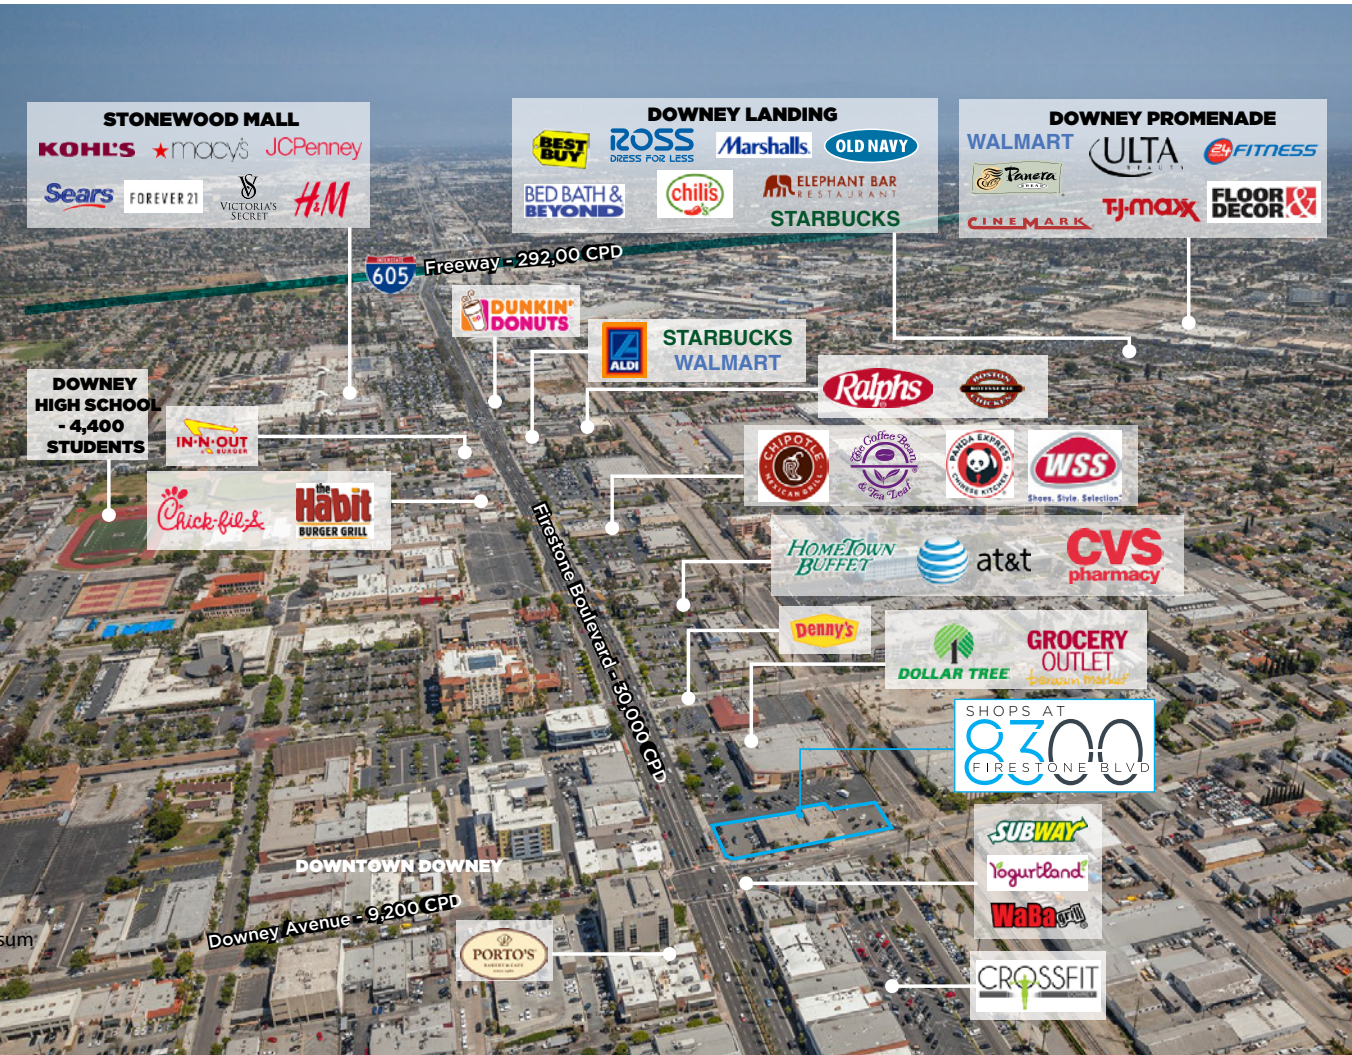 STONEWOOD MALL
KOHL'S
macy's
JCPenney
Sears
FOREVER 21
VS
VICTORIA'S
SECRET
H&M
DOWNEY LANDING
BEST
BUY
ROSS
DRESS FOR LESS
Marshalls.
OLD NAVY
BED BATH &
BEYOND
chili's
ELEPHANT BAR
RESTAURANT
STARBUCKS
DOWNEY PROMENADE
WALMART
ULTA
BEAUTY
24
FITNESS
Panera
BREAD
CINEMARK
T·J·maxx
FLOOR &
DECOR
INTERSTATE
605
Freeway - 292,00 CPD
DUNKIN'
DONUTS
ALDI
STARBUCKS
WALMART
Ralphs
BOSTON
ROTISSERIE
CHICKEN
DOWNEY
HIGH SCHOOL
- 4,400
STUDENTS
IN-N-OUT
BURGER
Chick-fil-A
the
Habit
BURGER GRILL
CHIPOTLE
MEXICAN GRILL
The Coffee Bean
& Tea Leaf
PANDA EXPRESS
CHINESE KITCHEN
WSS
Shoes. Style. Selection.
Firestone Boulevard - 30,000 CPD
HOMETOWN
BUFFET
at&t
CVS
pharmacy
Denny's
DOLLAR TREE
GROCERY
OUTLET
bargain market
SHOPS AT
8300
FIRESTONE BLVD
SUBWAY
Yogurtland
WaBa grill
CROSSFIT
DOWNTOWN DOWNEY
Downey Avenue - 9,200 CPD
PORTO'S
BAKERY & CAFE
sum